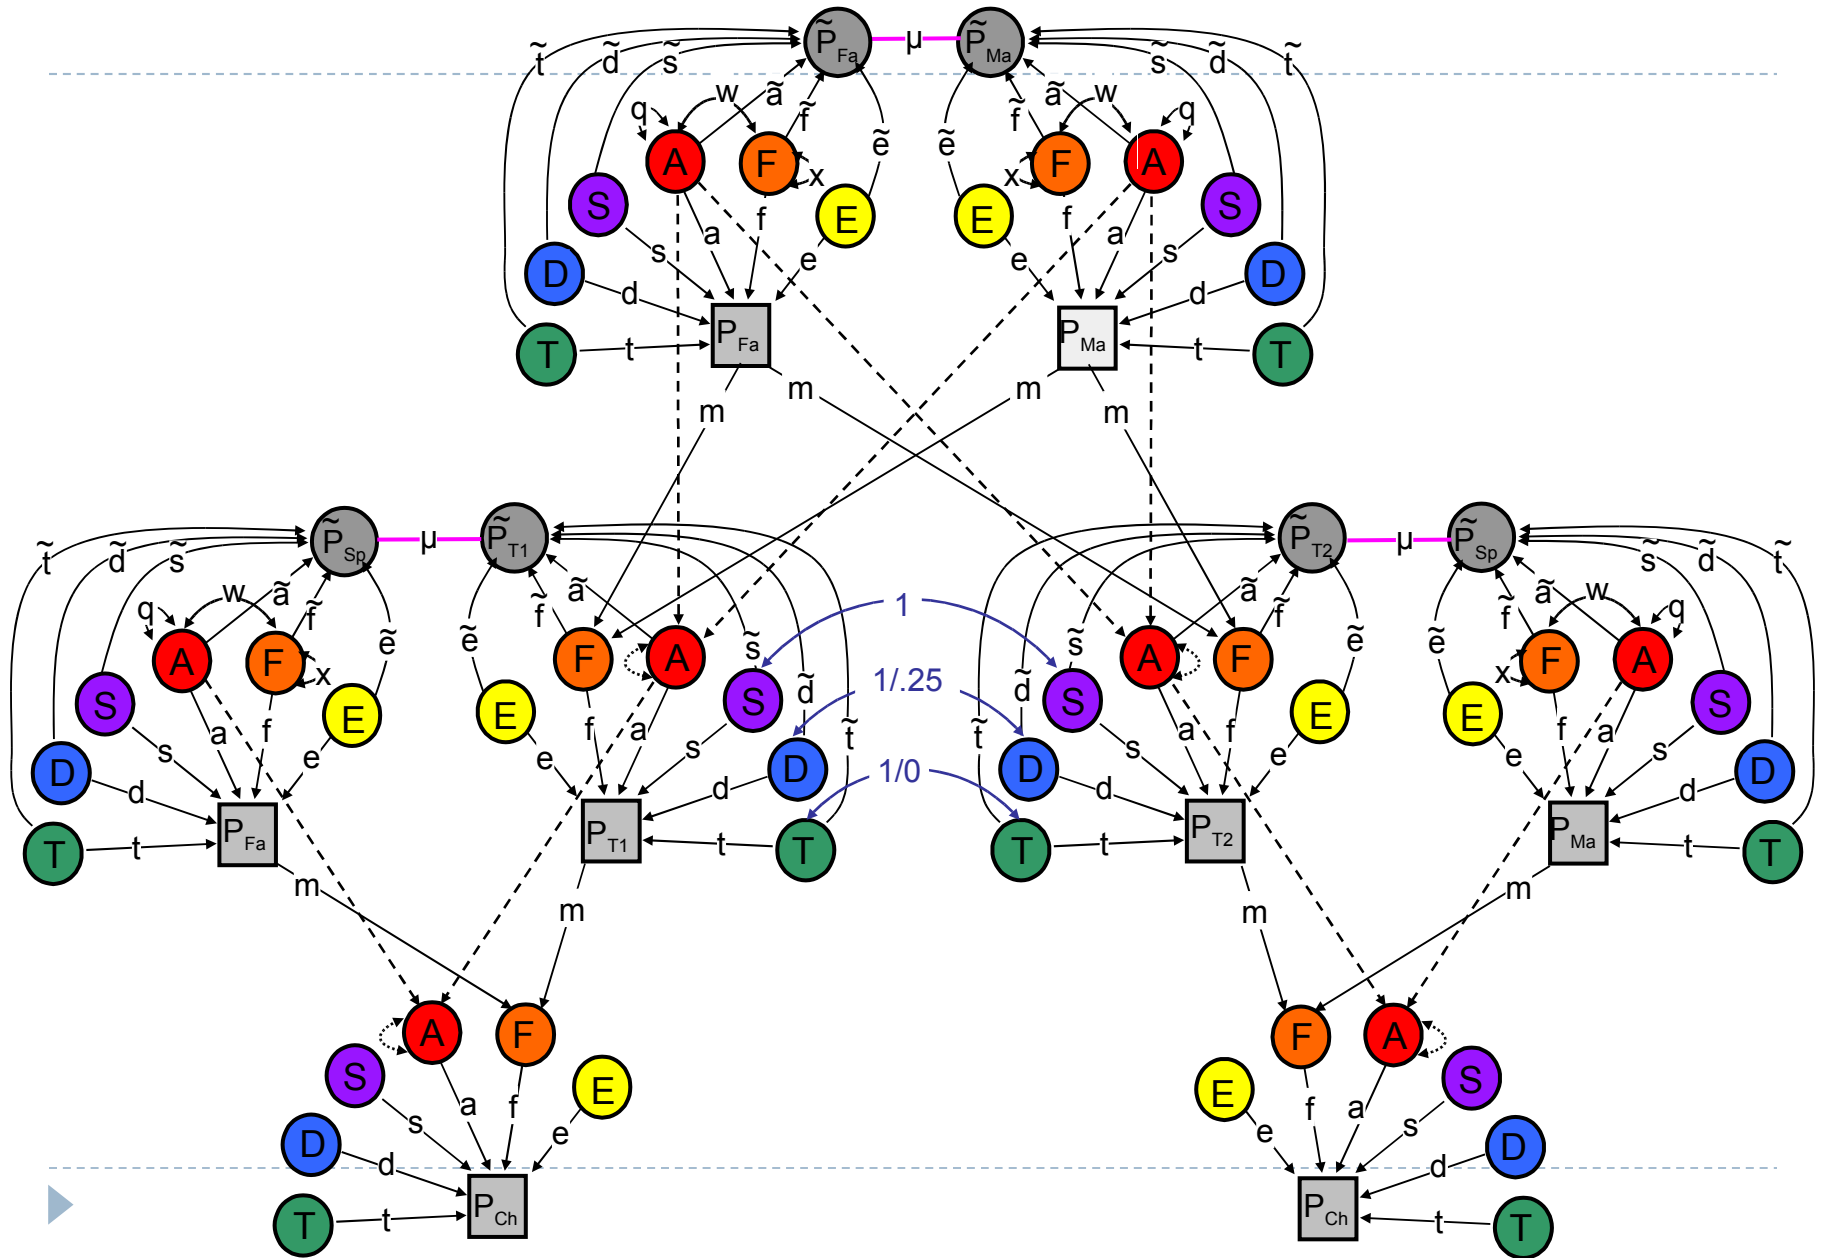 P̃Fa μ P̃Ma
t̃ d̃ s̃ s̃ d̃ t̃
q w ã f̃ ẽ ẽ f̃ ã w q
A F x x F A
S E E S
a f f a
s e e s
D d d D
T t PFa PMa t T
m m m m
P̃Sp μ P̃T1 P̃T2 μ P̃Sp
t̃ d̃ s̃ s̃ d̃ t̃
q w ã f̃ ẽ ẽ f̃ ã s̃ d̃ t̃
1
t̃ d̃ s̃ ã f̃ ẽ ẽ f̃ ã w q
A F x F A A F x F A
S E E S 1/.25 S E E S
a f f a a f f a
s e e s s e e s
D d d D 1/0 D d d D
T t PFa PT1 t T T t PT2 PMa t T
m m m m
A F F A
S E E S
a f f a
s e e s
D d d D
T t PCh PCh t T